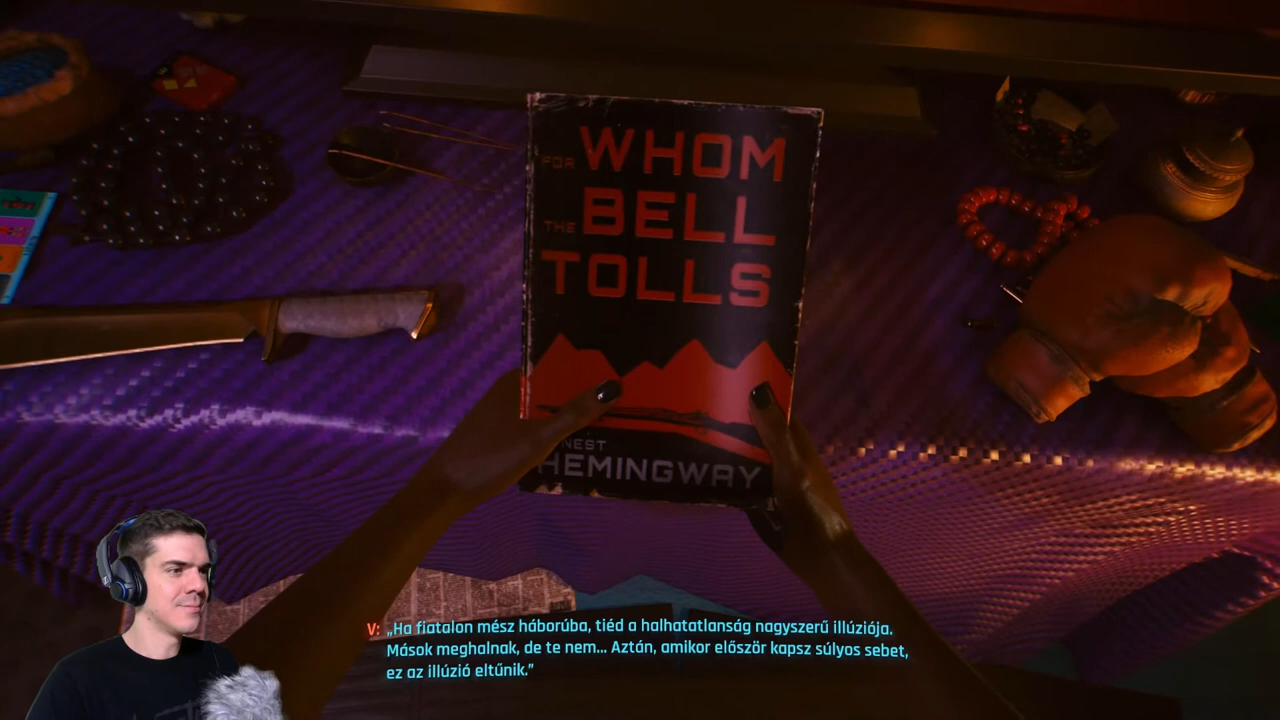 FOR WHOM
THE BELL
TOLLS
NEST
HEMINGWAY
V: „Ha fiatalon mész háborúba, tiéd a halhatatlanság nagyszerű illúziója.
Mások meghalnak, de te nem... Aztán, amikor először kapsz súlyos sebet,
ez az illúzió eltűnik.”